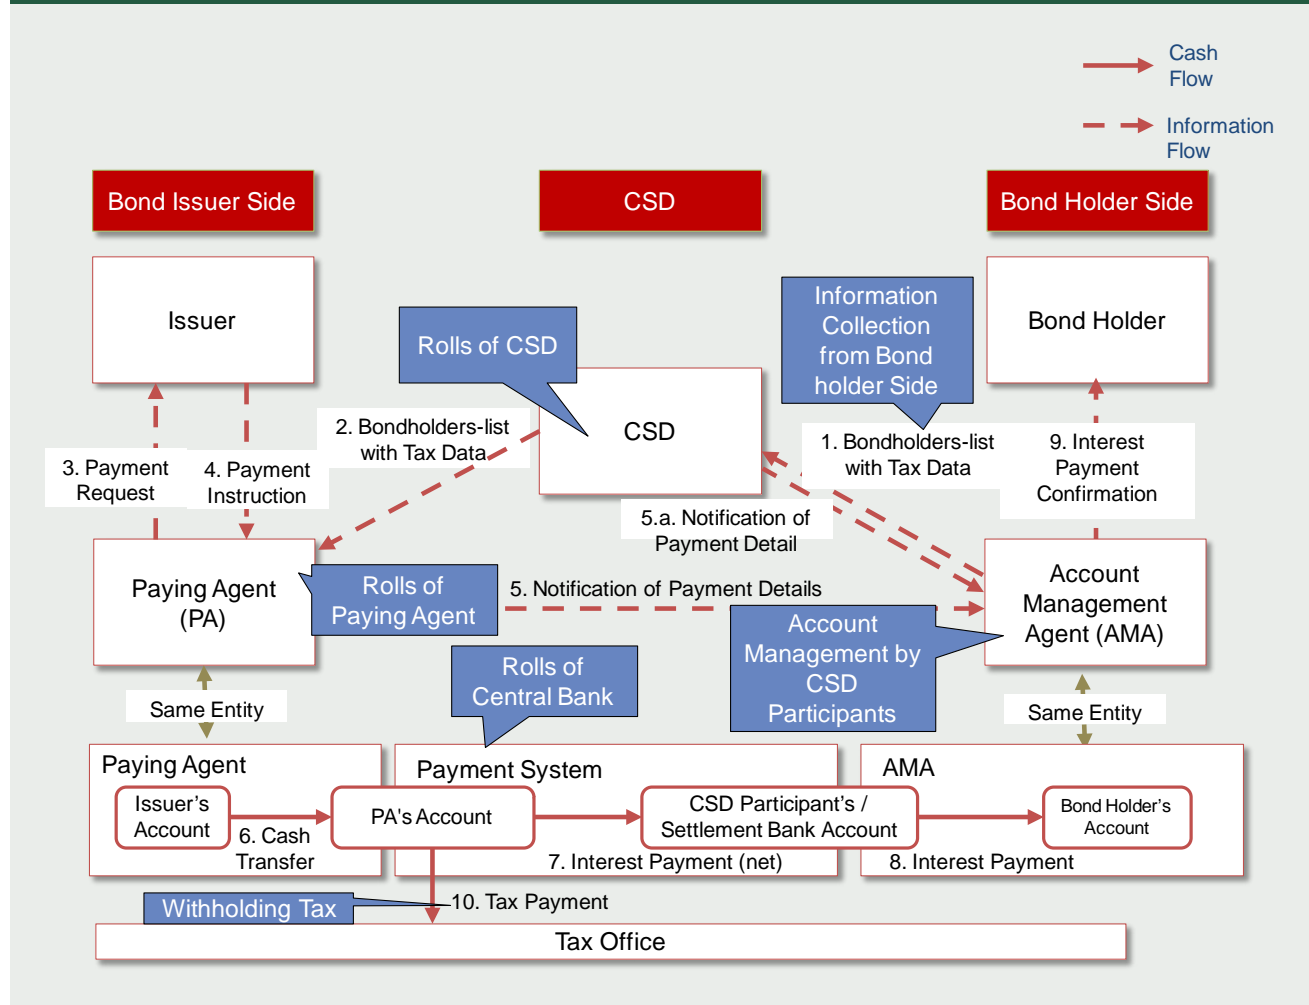 Cash
Flow
Information
Flow
Bond Issuer Side
CSD
Bond Holder Side
Issuer
Rolls of CSD
CSD
Information
Collection
from Bond
holder Side
Bond Holder
3. Payment
Request
4. Payment
Instruction
2. Bondholders-list
with Tax Data
1. Bondholders-list
with Tax Data
9. Interest
Payment
Confirmation
5.a. Notification of
Payment Detail
Paying Agent
(PA)
Rolls of
Paying Agent
5. Notification of Payment Details
Account
Management
Agent (AMA)
Account
Management by
CSD
Participants
Rolls of
Central Bank
Same Entity
Same Entity
Paying Agent
Payment System
AMA
Issuer's
Account
6. Cash
Transfer
PA's Account
CSD Participant's /
Settlement Bank Account
Bond Holder's
Account
7. Interest Payment (net)
8. Interest Payment
Withholding Tax
10. Tax Payment
Tax Office